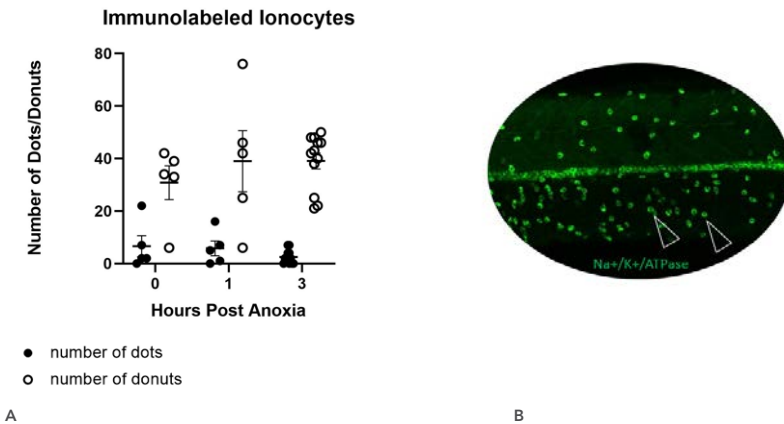 Immunolabeled Ionocytes
Number of Dots/Donuts
80
60
40
20
0
0 1 3
Hours Post Anoxia
number of dots
number of donuts
A
Na+/K+/ATPase
B